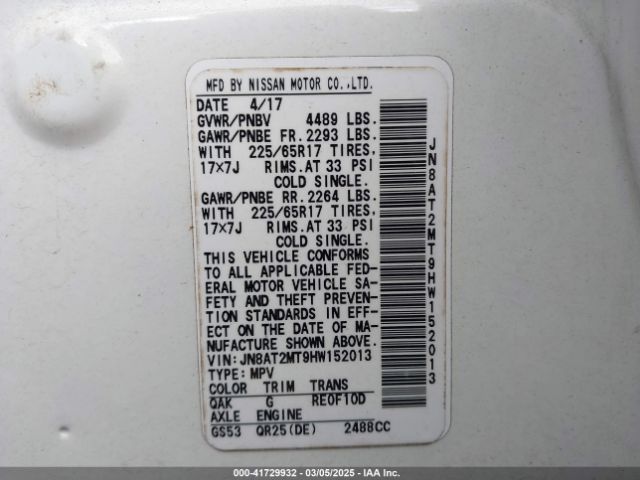 MFD BY NISSAN MOTOR CO.,LTD.
DATE 4/17
GVWR/PNBV 4489 LBS.
GAWR/PNBE FR. 2293 LBS.
WITH 225/65R17 TIRES,
17×7J RIMS.AT 33 PSI
COLD SINGLE.
GAWR/PNBE RR. 2264 LBS.
WITH 225/65R17 TIRES,
17×7J RIMS.AT 33 PSI
COLD SINGLE.
THIS VEHICLE CONFORMS
TO ALL APPLICABLE FED-
ERAL MOTOR VEHICLE SA-
FETY AND THEFT PREVEN-
TION STANDARDS IN EFF-
ECT ON THE DATE OF MA-
NUFACTURE SHOWN ABOVE.
VIN:JN8AT2MT9HW152013
TYPE:MPV
COLOR TRIM TRANS
QAK G RE0F10D
AXLE ENGINE
GS53 QR25(DE) 2488CC
JN8AT2MT9HW152013
000-41729932 - 03/05/2025 - IAA Inc.